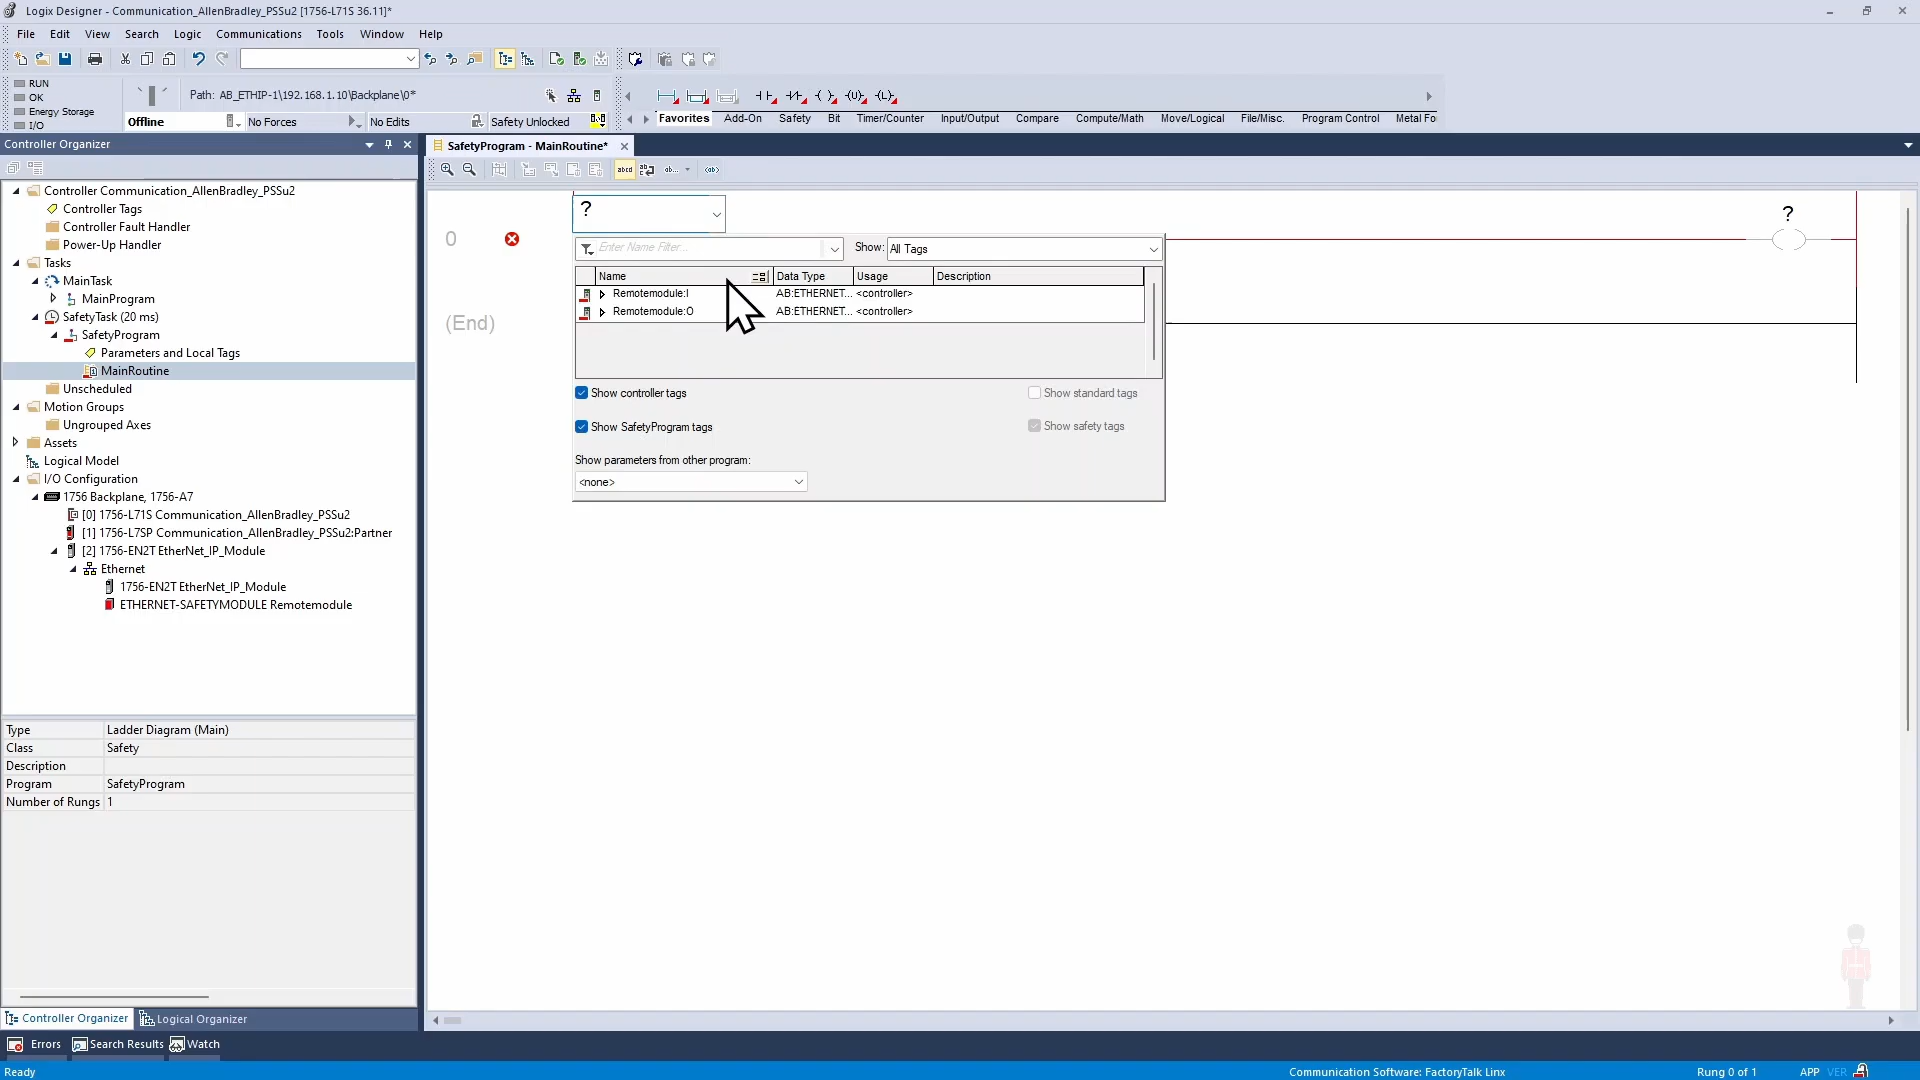 Logix Designer - Communication_AllenBradley_PSSu2 [1756-L71S 36.11]*
File Edit View Search Logic Communications Tools Window Help
RUN
OK
Energy Storage
I/O
Path: AB_ETHIP-1\192.168.1.10\Backplane\0*
Offline No Forces No Edits Safety Unlocked
Favorites Add-On Safety Bit Timer/Counter Input/Output Compare Compute/Math Move/Logical File/Misc. Program Control Metal Fo
Controller Organizer
Controller Communication_AllenBradley_PSSu2
Controller Tags
Controller Fault Handler
Power-Up Handler
Tasks
MainTask
MainProgram
SafetyTask (20 ms)
SafetyProgram
Parameters and Local Tags
MainRoutine
Unscheduled
Motion Groups
Ungrouped Axes
Assets
Logical Model
I/O Configuration
1756 Backplane, 1756-A7
[0] 1756-L71S Communication_AllenBradley_PSSu2
[1] 1756-L7SP Communication_AllenBradley_PSSu2:Partner
[2] 1756-EN2T EtherNet_IP_Module
Ethernet
1756-EN2T EtherNet_IP_Module
ETHERNET-SAFETYMODULE Remotemodule
Type Ladder Diagram (Main)
Class Safety
Description
Program SafetyProgram
Number of Rungs 1
Controller Organizer Logical Organizer
SafetyProgram - MainRoutine*
abcd ab...
? ?
0
(End)
Enter Name Filter... Show: All Tags
Name Data Type Usage Description
Remotemodule:I AB:ETHERNET... <controller>
Remotemodule:O AB:ETHERNET... <controller>
Show controller tags Show standard tags
Show SafetyProgram tags Show safety tags
Show parameters from other program:
<none>
Errors Search Results Watch
Ready Communication Software: FactoryTalk Linx Rung 0 of 1 APP VER